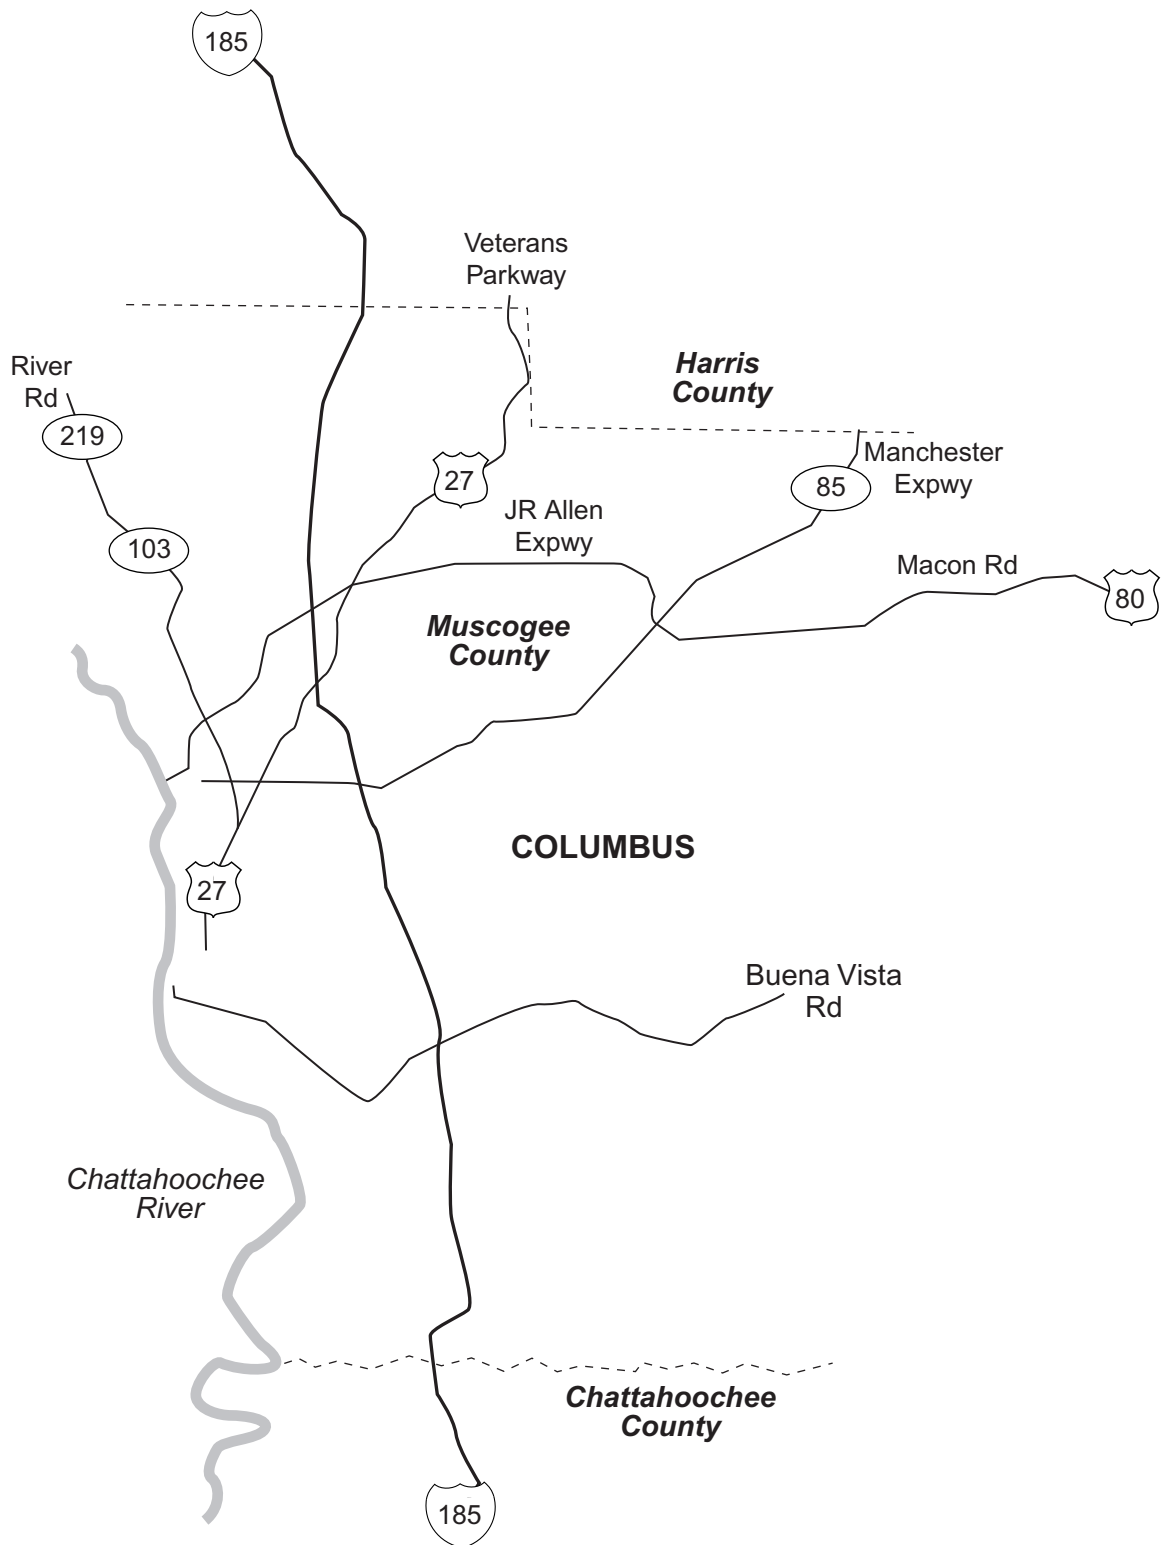 185
Veterans
Parkway
River
Rd
Harris
County
219
Manchester
Expwy
27
85
JR Allen
Expwy
103
Macon Rd
80
Muscogee
County
COLUMBUS
27
Buena Vista
Rd
Chattahoochee
River
Chattahoochee
County
185